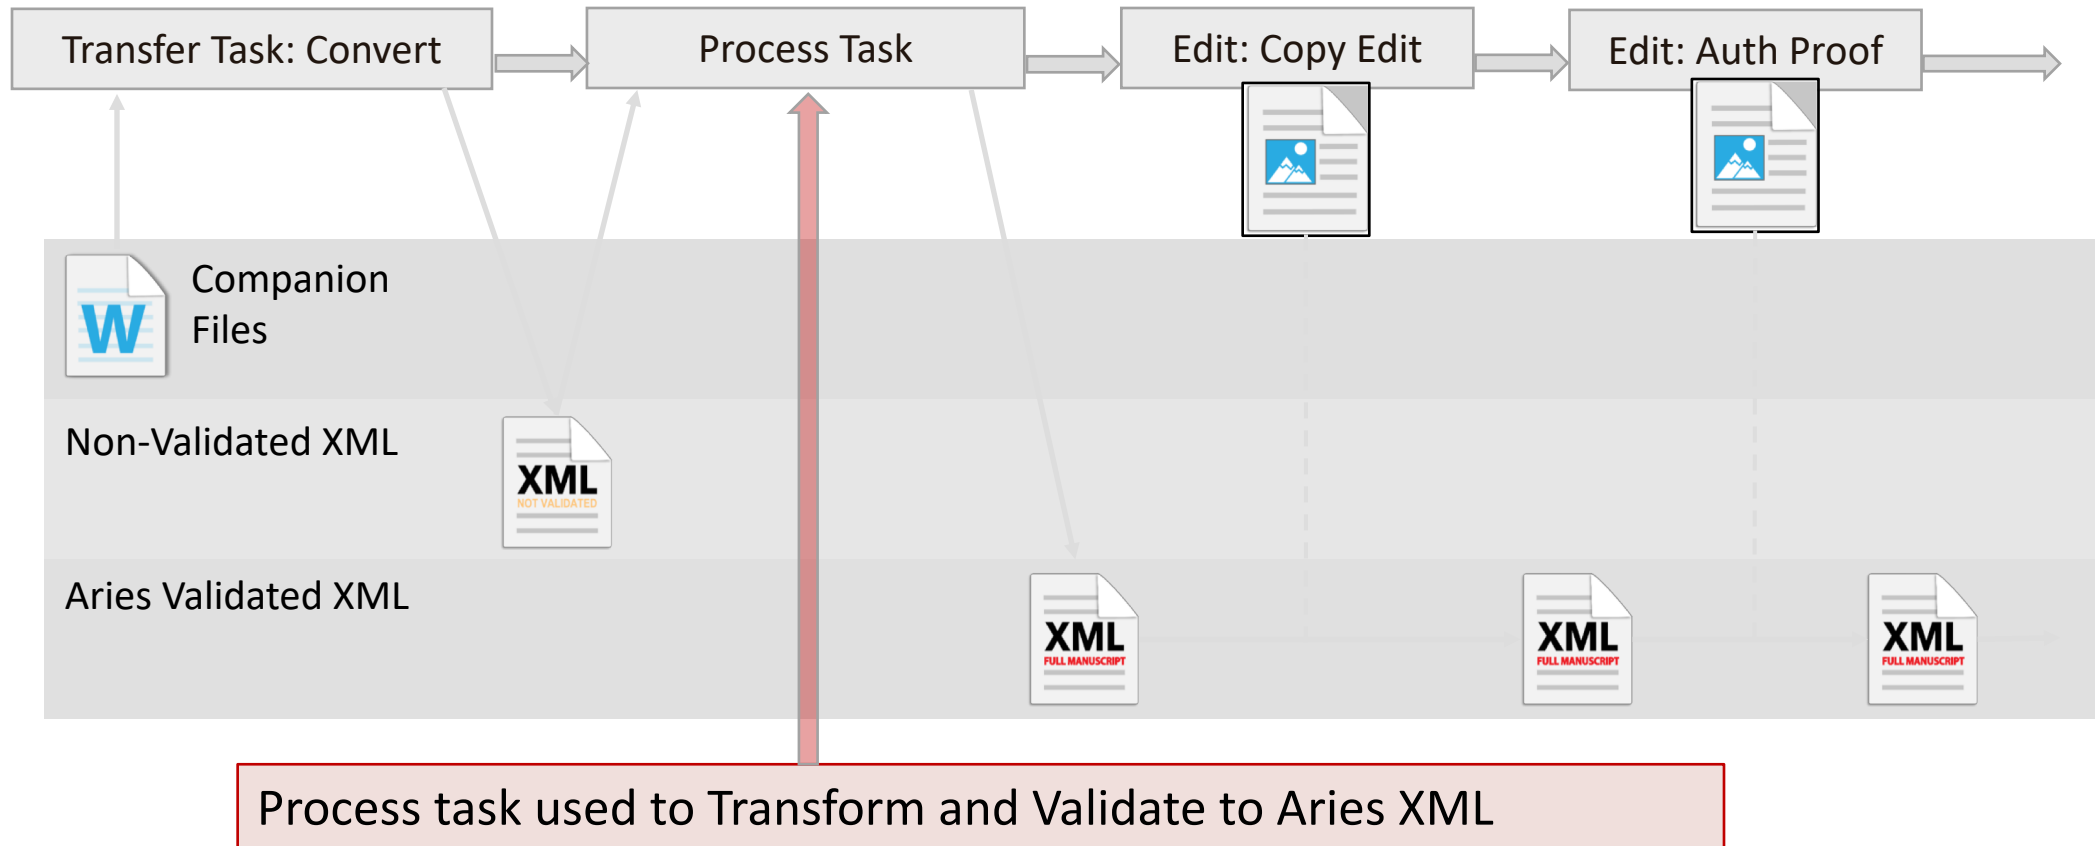 Transfer Task: Convert
Process Task
Edit: Copy Edit
Edit: Auth Proof
W
Companion
Files
Non-Validated XML
XML
NOT VALIDATED
Aries Validated XML
XML
FULL MANUSCRIPT
XML
FULL MANUSCRIPT
XML
FULL MANUSCRIPT
Process task used to Transform and Validate to Aries XML